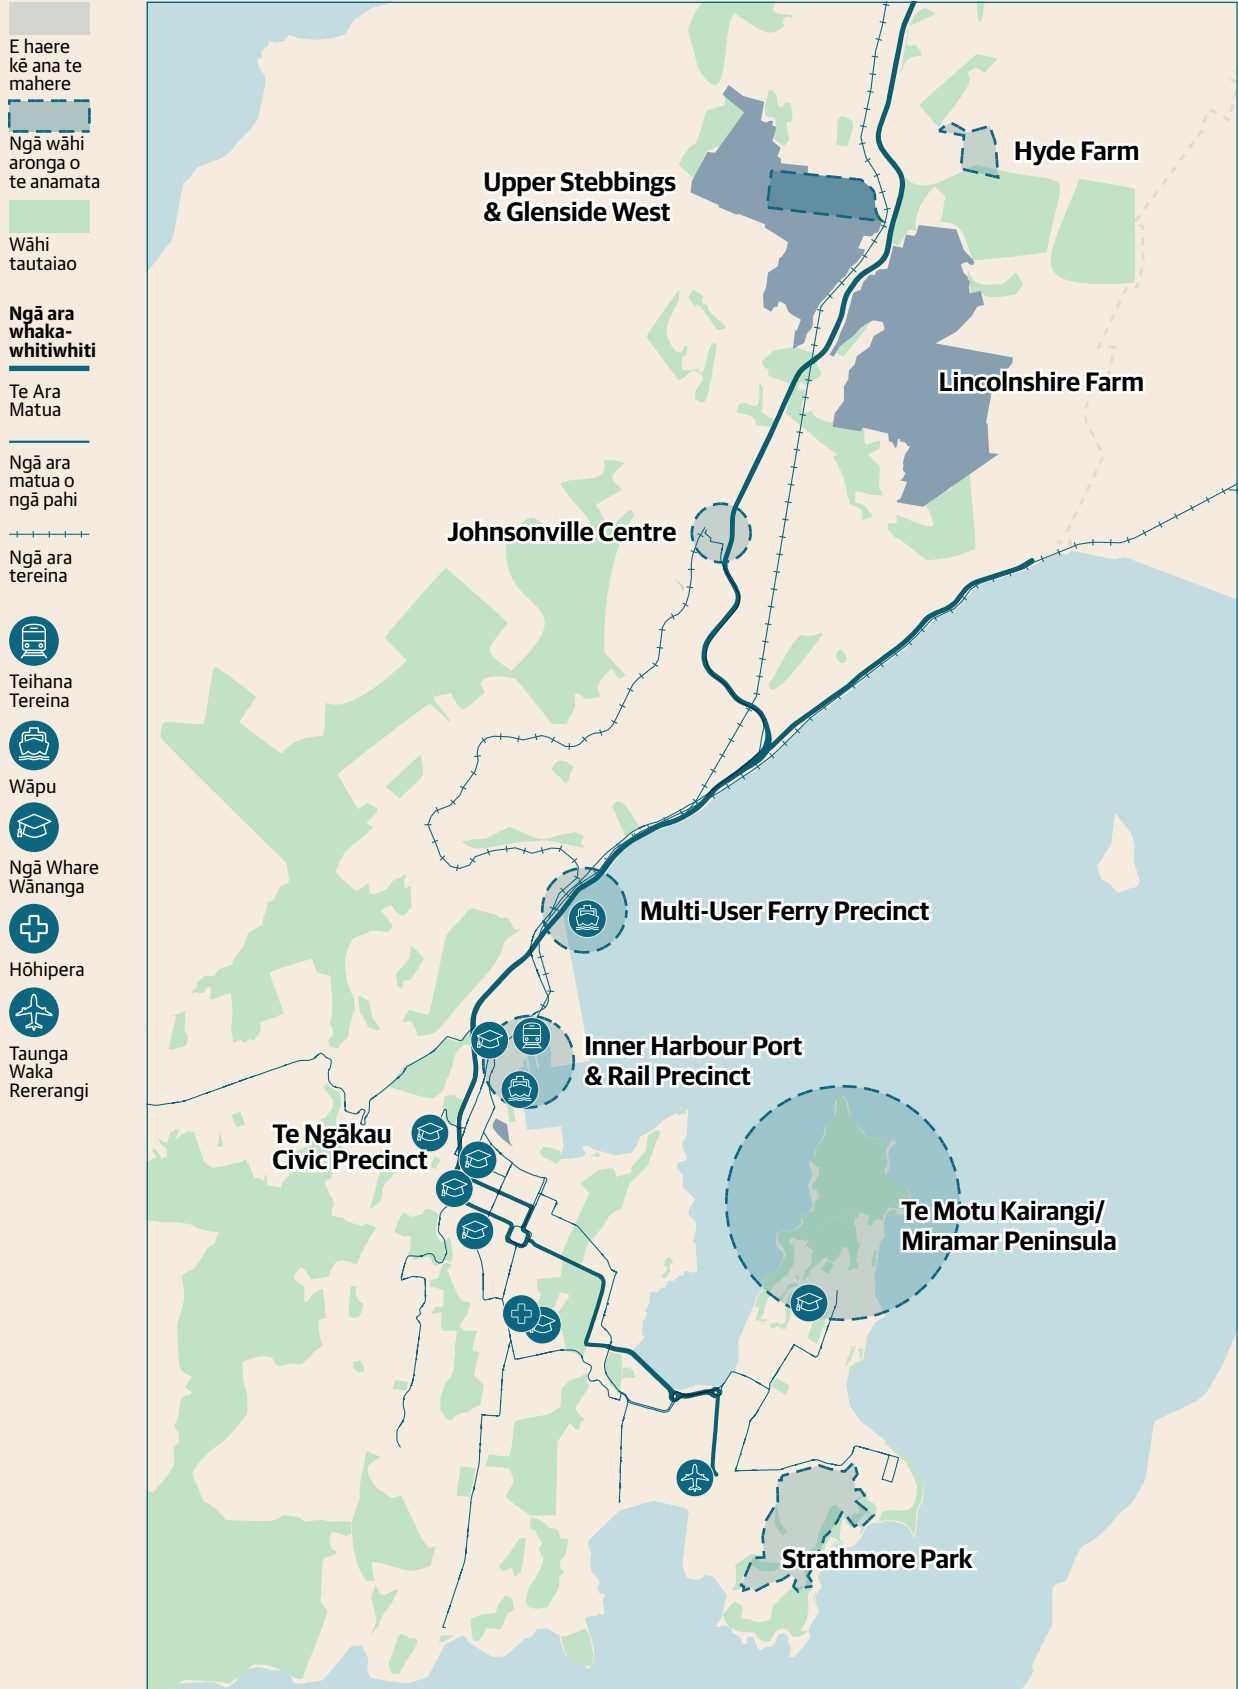 E haere
kē ana te
mahere
Ngā wāhi
aronga o
te anamata
Wāhi
tautaiao
Ngā ara
whaka-
whitiwhiti
Te Ara
Matua
Ngā ara
matua o
ngā pahi
Ngā ara
tereina
Teihana
Tereina
Wāpu
Ngā Whare
Wānanga
Hōhipera
Taunga
Waka
Rererangi
Hyde Farm
Upper Stebbings
& Glenside West
Lincolnshire Farm
Johnsonville Centre
Multi-User Ferry Precinct
Inner Harbour Port
& Rail Precinct
Te Ngākau
Civic Precinct
Te Motu Kairangi/
Miramar Peninsula
Strathmore Park